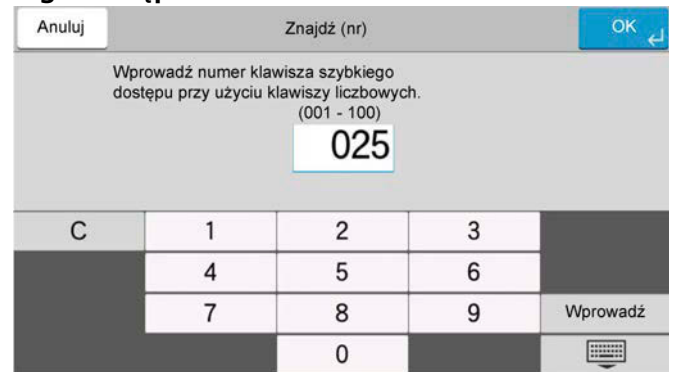 Anuluj Znajdź (nr) OK
Wprowadź numer klawisza szybkiego
dostępu przy użyciu klawiszy liczbowych.
(001 - 100)
025
C 1 2 3
4 5 6
7 8 9 Wprowadź
0